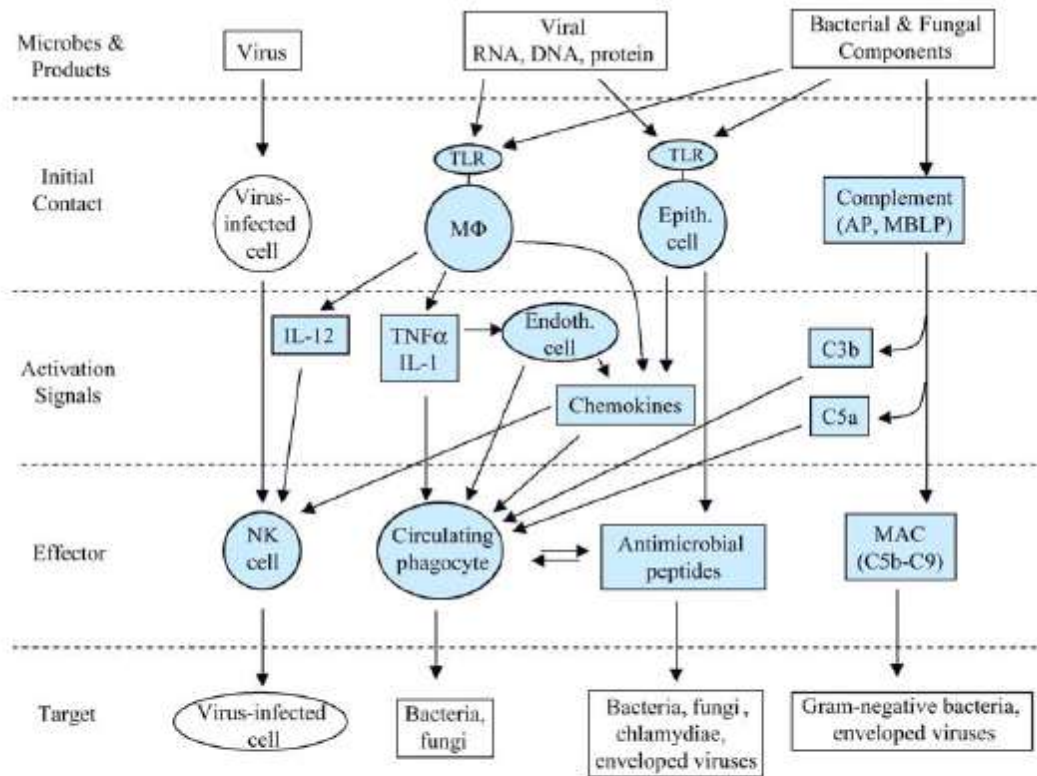 Microbes &
Products
Virus
Viral
RNA, DNA, protein
Bacterial & Fungal
Components
Initial
Contact
Virus-
infected
cell
TLR
MΦ
TLR
Epith.
cell
Complement
(AP, MBLP)
Activation
Signals
IL-12
TNFα
IL-1
Endoth.
cell
Chemokines
C3b
C5a
Effector
NK
cell
Circulating
phagocyte
Antimicrobial
peptides
MAC
(C5b-C9)
Target
Virus-infected
cell
Bacteria,
fungi
Bacteria, fungi ,
chlamydiae,
enveloped viruses
Gram-negative bacteria,
enveloped viruses